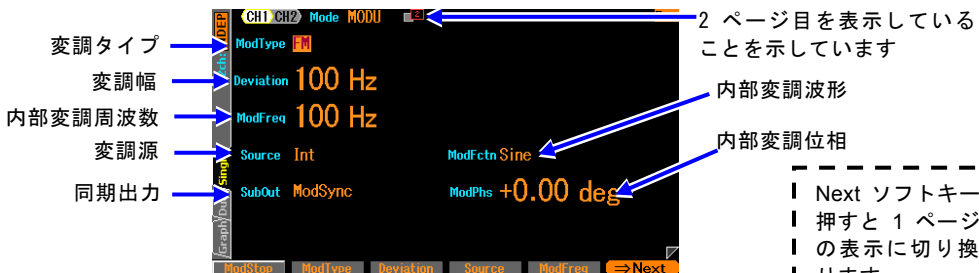 CH1 CH2 Mode MODU 2
2 ページ目を表示している
ことを示しています
変調タイプ
ModType FM
変調幅
Deviation 100 Hz
内部変調波形
内部変調周波数
ModFreq 100 Hz
内部変調位相
変調源
Source Int
ModFctn Sine
同期出力
SubOut ModSync
ModPhs +0.00 deg
Next ソフトキー
押すと 1 ページ
の表示に切り換
ります
ModStop ModType Deviation Source ModFreq ⇒Next